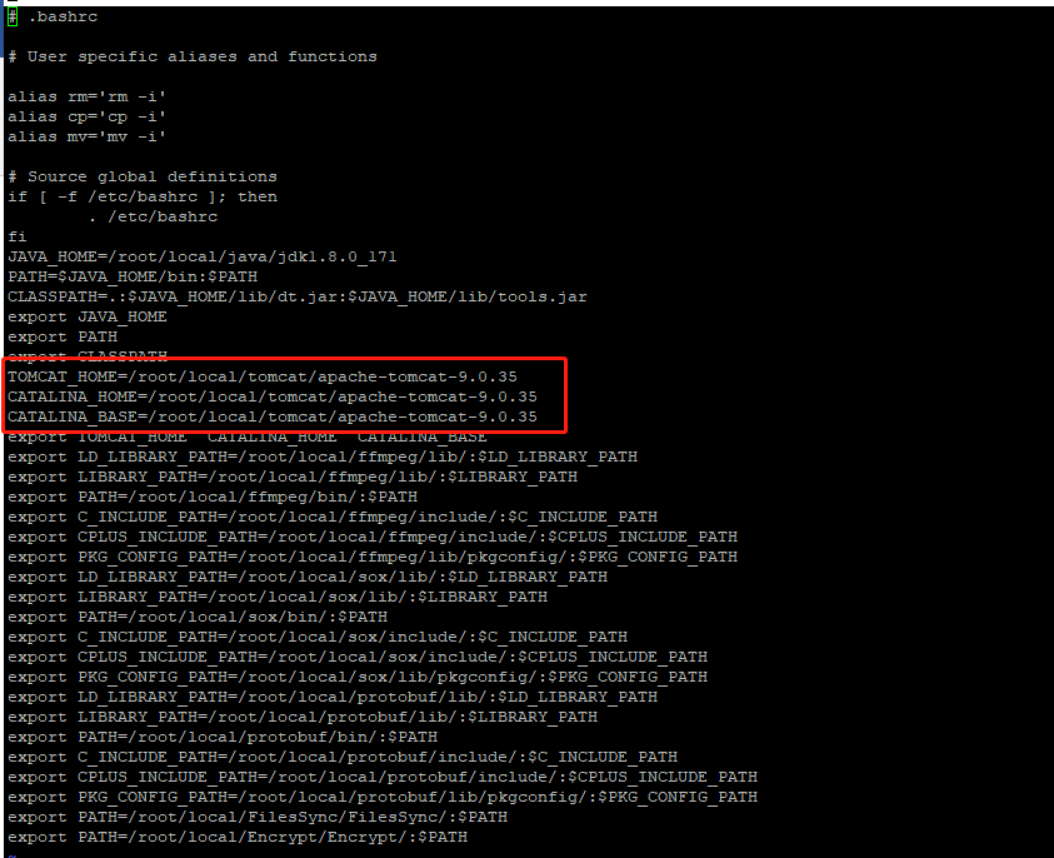 # .bashrc
# User specific aliases and functions
alias rm='rm -i'
alias cp='cp -i'
alias mv='mv -i'
# Source global definitions
if [ -f /etc/bashrc ]; then
        . /etc/bashrc
fi
JAVA_HOME=/root/local/java/jdk1.8.0_171
PATH=$JAVA_HOME/bin:$PATH
CLASSPATH=.:$JAVA_HOME/lib/dt.jar:$JAVA_HOME/lib/tools.jar
export JAVA_HOME
export PATH
export CLASSPATH
TOMCAT_HOME=/root/local/tomcat/apache-tomcat-9.0.35
CATALINA_HOME=/root/local/tomcat/apache-tomcat-9.0.35
CATALINA_BASE=/root/local/tomcat/apache-tomcat-9.0.35
export TOMCAT_HOME  CATALINA_HOME  CATALINA_BASE
export LD_LIBRARY_PATH=/root/local/ffmpeg/lib/:$LD_LIBRARY_PATH
export LIBRARY_PATH=/root/local/ffmpeg/lib/:$LIBRARY_PATH
export PATH=/root/local/ffmpeg/bin/:$PATH
export C_INCLUDE_PATH=/root/local/ffmpeg/include/:$C_INCLUDE_PATH
export CPLUS_INCLUDE_PATH=/root/local/ffmpeg/include/:$CPLUS_INCLUDE_PATH
export PKG_CONFIG_PATH=/root/local/ffmpeg/lib/pkgconfig/:$PKG_CONFIG_PATH
export LD_LIBRARY_PATH=/root/local/sox/lib/:$LD_LIBRARY_PATH
export LIBRARY_PATH=/root/local/sox/lib/:$LIBRARY_PATH
export PATH=/root/local/sox/bin/:$PATH
export C_INCLUDE_PATH=/root/local/sox/include/:$C_INCLUDE_PATH
export CPLUS_INCLUDE_PATH=/root/local/sox/include/:$CPLUS_INCLUDE_PATH
export PKG_CONFIG_PATH=/root/local/sox/lib/pkgconfig/:$PKG_CONFIG_PATH
export LD_LIBRARY_PATH=/root/local/protobuf/lib/:$LD_LIBRARY_PATH
export LIBRARY_PATH=/root/local/protobuf/lib/:$LIBRARY_PATH
export PATH=/root/local/protobuf/bin/:$PATH
export C_INCLUDE_PATH=/root/local/protobuf/include/:$C_INCLUDE_PATH
export CPLUS_INCLUDE_PATH=/root/local/protobuf/include/:$CPLUS_INCLUDE_PATH
export PKG_CONFIG_PATH=/root/local/protobuf/lib/pkgconfig/:$PKG_CONFIG_PATH
export PATH=/root/local/FilesSync/FilesSync/:$PATH
export PATH=/root/local/Encrypt/Encrypt/:$PATH
~